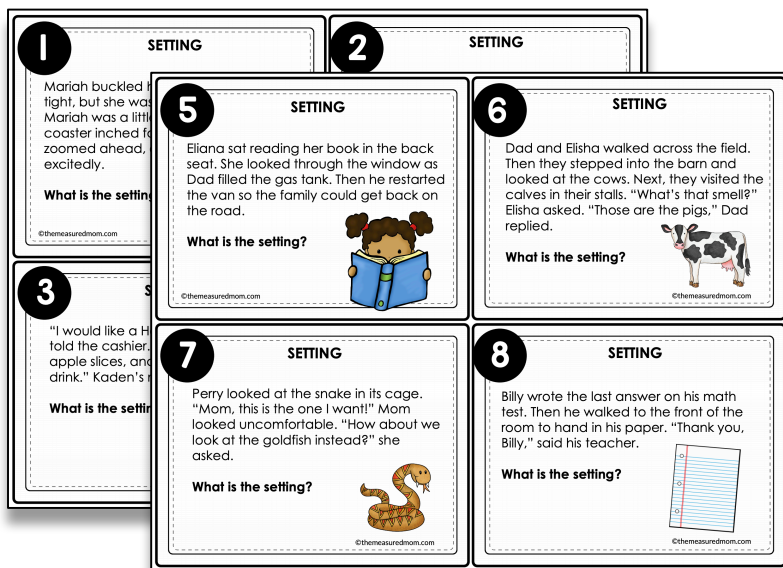 1
SETTING
Mariah buckled
tight, but she was
Mariah was a
coaster inched
zoomed ahead,
excitedly.
What is the setting
©themeasuredmom.com
2
SETTING
3
"I would like a
told the cashier.
apple slices, and
drink." Kaden's
What is the
5
SETTING
Eliana sat reading her book in the back
seat. She looked through the window as
Dad filled the gas tank. Then he restarted
the van so the family could get back on
the road.
What is the setting?
©themeasuredmom.com
6
SETTING
Dad and Elisha walked across the field.
Then they stepped into the barn and
looked at the cows. Next, they visited the
calves in their stalls. "What's that smell?"
Elisha asked. "Those are the pigs," Dad
replied.
What is the setting?
©themeasuredmom.com
7
SETTING
Perry looked at the snake in its cage.
"Mom, this is the one I want!" Mom
looked uncomfortable. "How about we
look at the goldfish instead?" she
asked.
What is the setting?
©themeasuredmom.com
8
SETTING
Billy wrote the last answer on his math
test. Then he walked to the front of the
room to hand in his paper. "Thank you,
Billy," said his teacher.
What is the setting?
©themeasuredmom.com